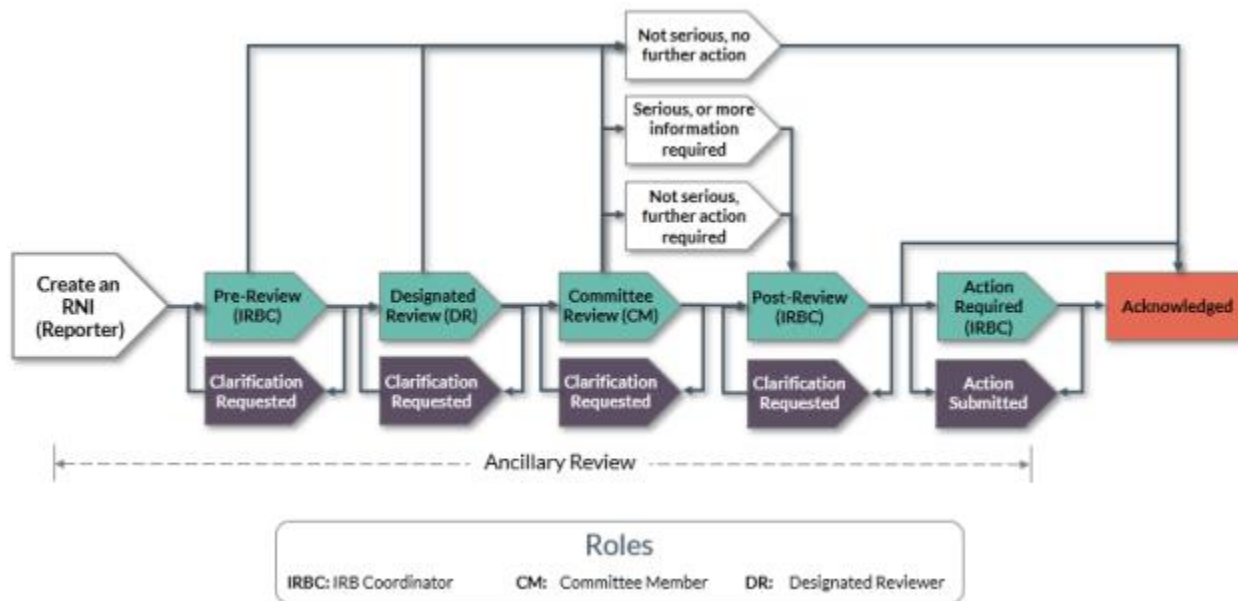 Not serious, no
further action
Serious, or more
information
required
Not serious,
further action
required
Create an
RNI
(Reporter)
Pre-Review
(IRBC)
Designated
Review (DR)
Committee
Review (CM)
Post-Review
(IRBC)
Action
Required
(IRBC)
Acknowledged
Clarification
Requested
Clarification
Requested
Clarification
Requested
Clarification
Requested
Action
Submitted
Ancillary Review
Roles
IRBC: IRB Coordinator CM: Committee Member DR: Designated Reviewer